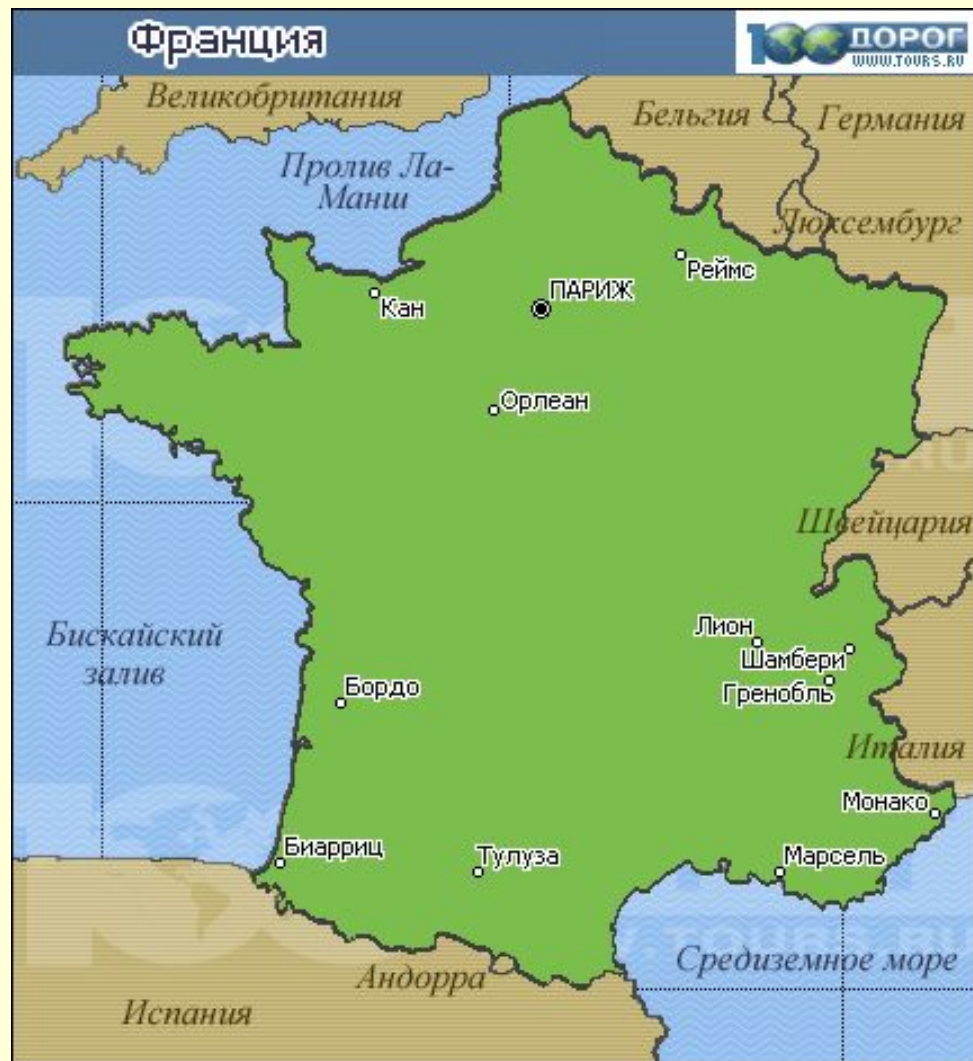 Франция
100 ДОРОГ
WWW.TOURS.RU
Великобритания
Бельгия
Германия
Пролив Ла-
Манш
Люксембург
Реймс
ПАРИЖ
Кан
Орлеан
Швейцария
Бискайский
залив
Лион
Шамбери
Гренобль
Бордо
Италия
Монако
Биарриц
Тулуза
Марсель
Средиземное море
Андорра
Испания